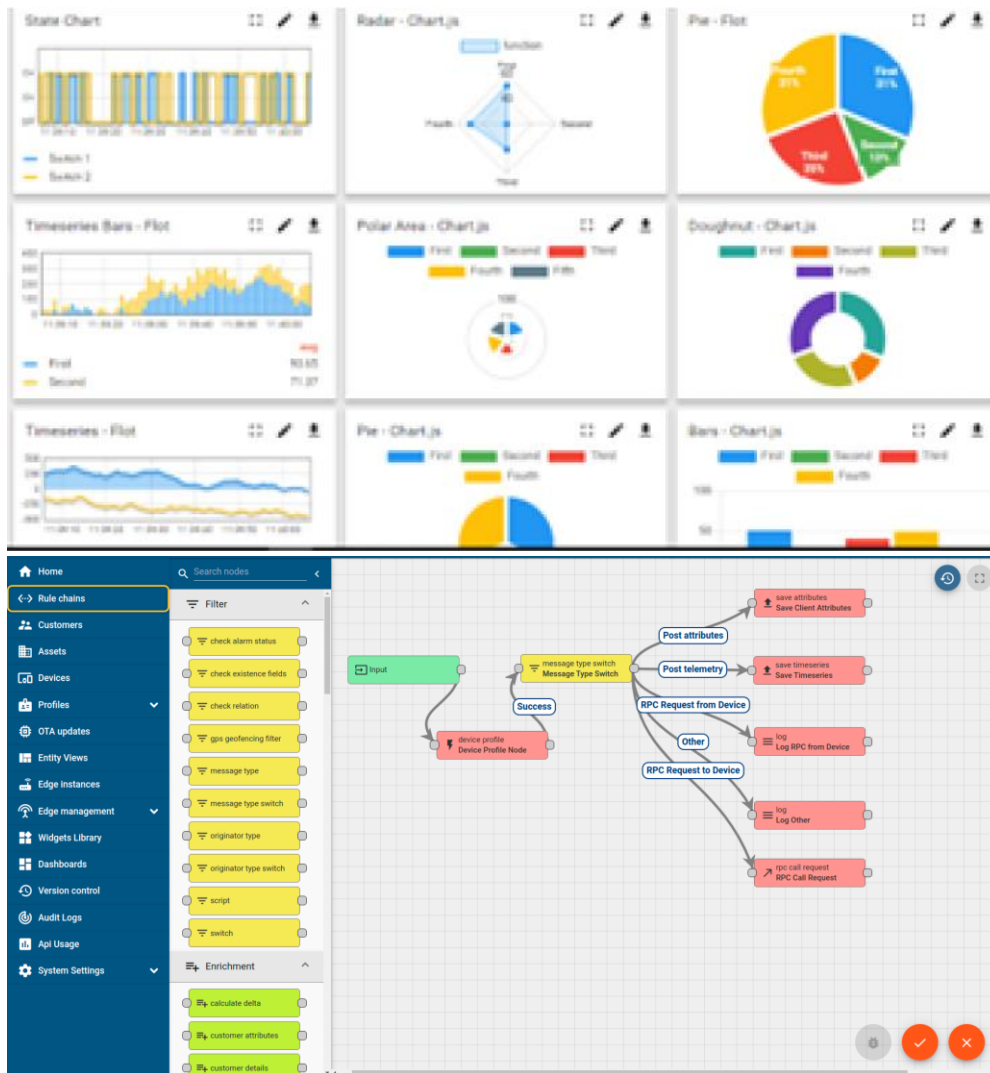 State Chart
Radar - Chart.js
Pie - Flot
function
First
Fourth
Second
Third
Fourth
31%
First
31%
Third
Second
Switch 1
Switch 2
Timeseries Bars - Flot
Polar Area - Chart.js
Doughnut - Chart.js
First Second Third
Fourth Fifth
100
First Second Third
Fourth
avg
First
Second
Timeseries - Flot
Pie - Chart.js
Bars - Chart.js
First Second Third
Fourth
First Second Third
Fourth
100
50
Home
Rule chains
Customers
Assets
Devices
Profiles
OTA updates
Entity Views
Edge Instances
Edge management
Widgets Library
Dashboards
Version control
Audit Logs
Api Usage
System Settings
Search nodes
Filter
check alarm status
check existence fields
check relation
gps geofencing filter
message type
message type switch
originator type
originator type switch
script
switch
Enrichment
calculate delta
customer attributes
customer details
Input
device profile
Device Profile Node
Success
message type switch
Message Type Switch
Post attributes
Post telemetry
RPC Request from Device
Other
RPC Request to Device
save attributes
Save Client Attributes
save timeseries
Save Timeseries
log
Log RPC from Device
log
Log Other
rpc call request
RPC Call Request